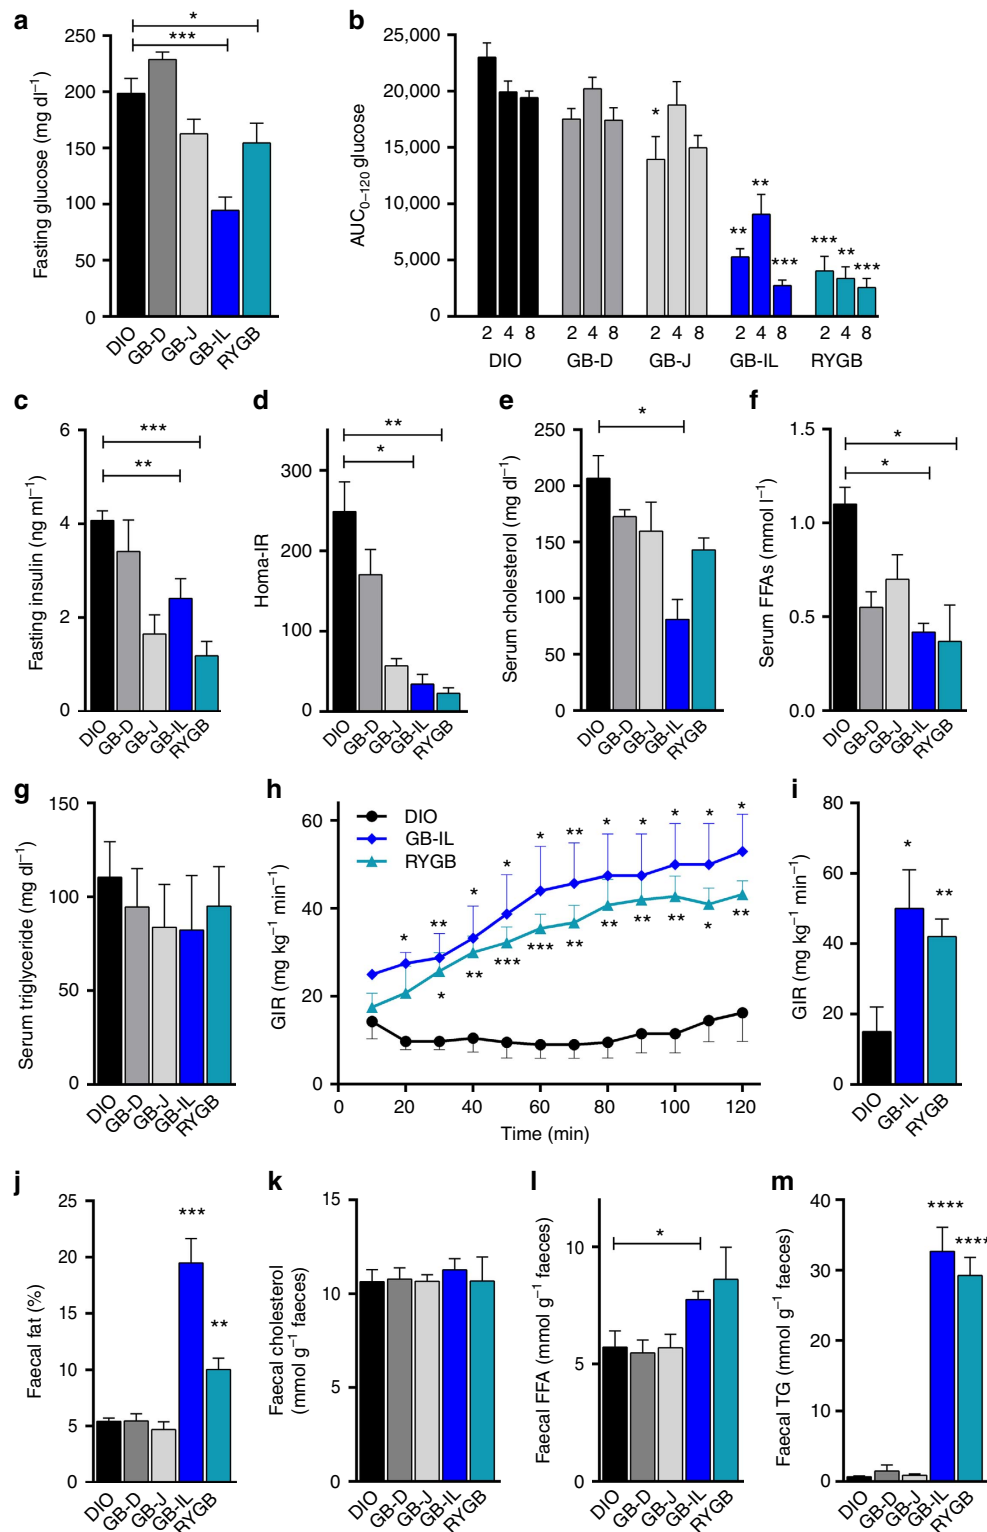 a
*
***
Fasting glucose (mg dl−1)
250
200
150
100
50
0
DIO
GB-D
GB-J
GB-IL
RYGB
b
AUC0–120 glucose
25,000
20,000
15,000
10,000
5,000
0
*
**
**
***
***
**
***
2 4 8 2 4 8 2 4 8 2 4 8 2 4 8
DIO GB-D GB-J GB-IL RYGB
c
***
**
Fasting insulin (ng ml−1)
6
4
2
0
DIO
GB-D
GB-J
GB-IL
RYGB
d
**
*
Homa-IR
300
200
100
0
DIO
GB-D
GB-J
GB-IL
RYGB
e
*
Serum cholesterol (mg dl−1)
250
200
150
100
50
0
DIO
GB-D
GB-J
GB-IL
RYGB
f
*
*
Serum FFAs (mmol l−1)
1.5
1.0
0.5
0.0
DIO
GB-D
GB-J
GB-IL
RYGB
g
Serum triglyceride (mg dl−1)
150
100
50
0
DIO
GB-D
GB-J
GB-IL
RYGB
h
DIO
GB-IL
RYGB
GIR (mg kg−1 min−1)
60
40
20
0
* ** * * * ** * * * * *
* ** *** *** ** ** ** ** * **
0 20 40 60 80 100 120
Time (min)
i
GIR (mg kg−1 min−1)
80
60
40
20
0
*
**
DIO
GB-IL
RYGB
j
Faecal fat (%)
25
20
15
10
5
0
***
**
DIO
GB-D
GB-J
GB-IL
RYGB
k
Faecal cholesterol
(mmol g−1 faeces)
15
10
5
0
DIO
GB-D
GB-J
GB-IL
RYGB
l
*
Faecal FFA (mmol g−1 faeces)
10
5
0
DIO
GB-D
GB-J
GB-IL
RYGB
m
Faecal TG (mmol g−1 faeces)
40
30
20
10
0
****
****
DIO
GB-D
GB-J
GB-IL
RYGB